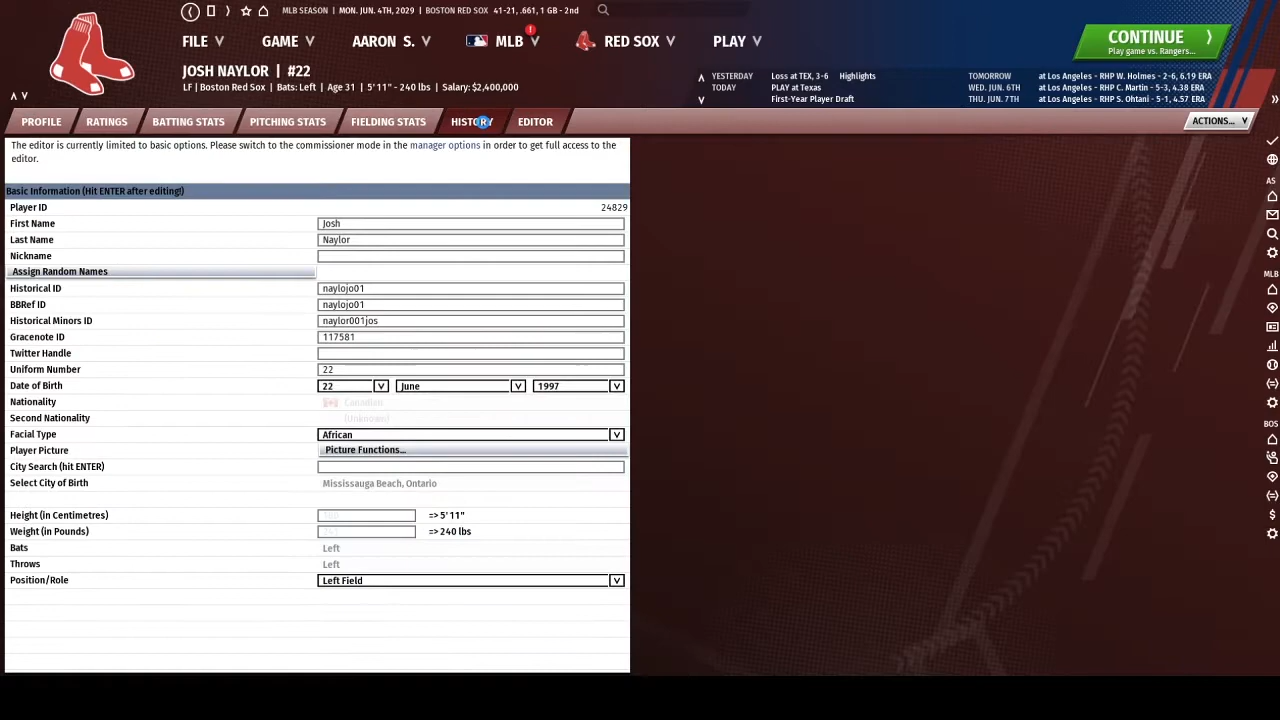 MLB SEASON | MON. JUN. 4TH, 2029 | BOSTON RED SOX 41-21, .661, 1 GB - 2nd
FILE GAME AARON S. MLB RED SOX PLAY
CONTINUE
Play game vs. Rangers...
JOSH NAYLOR | #22
LF | Boston Red Sox | Bats: Left | Age 31 | 5'11" - 240 lbs | Salary: $2,400,000
YESTERDAY Loss at TEX, 3-6 Highlights TOMORROW at Los Angeles - RHP W. Holmes - 2-6, 6.19 ERA
TODAY PLAY at Texas WED. JUN. 6TH at Los Angeles - RHP C. Martin - 5-3, 4.38 ERA
First-Year Player Draft THU. JUN. 7TH at Los Angeles - RHP S. Ohtani - 5-1, 4.57 ERA
PROFILE RATINGS BATTING STATS PITCHING STATS FIELDING STATS HISTORY EDITOR ACTIONS...
The editor is currently limited to basic options. Please switch to the commissioner mode in the manager options in order to get full access to the
editor.
Basic Information (Hit ENTER after editing!)
Player ID 24829
First Name Josh
Last Name Naylor
Nickname
Assign Random Names
Historical ID naylojo01
BBRef ID naylojo01
Historical Minors ID naylor001jos
Gracenote ID 117581
Twitter Handle
Uniform Number 22
Date of Birth 22 June 1997
Nationality Canadian
Second Nationality (Unknown)
Facial Type African
Player Picture Picture Functions...
City Search (hit ENTER)
Select City of Birth Mississauga Beach, Ontario
Height (in Centimetres) => 5'11"
Weight (in Pounds) => 240 lbs
Bats Left
Throws Left
Position/Role Left Field
AS
MLB
BOS